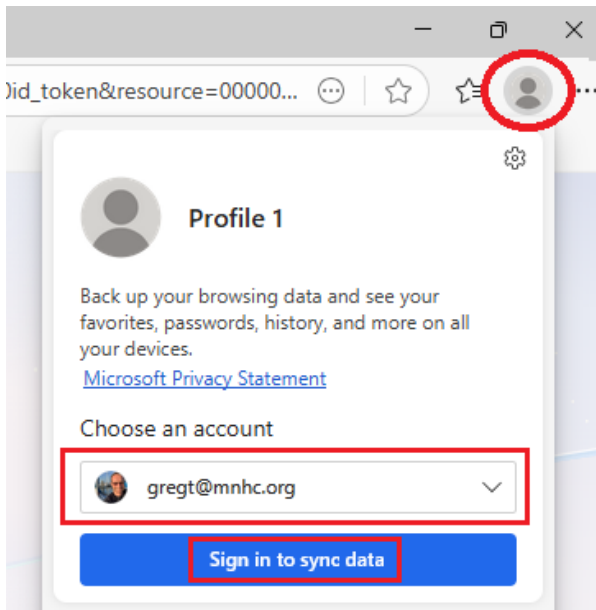 )id_token&resource=00000...
Profile 1
Back up your browsing data and see your
favorites, passwords, history, and more on all
your devices.
Microsoft Privacy Statement
Choose an account
gregt@mnhc.org
Sign in to sync data